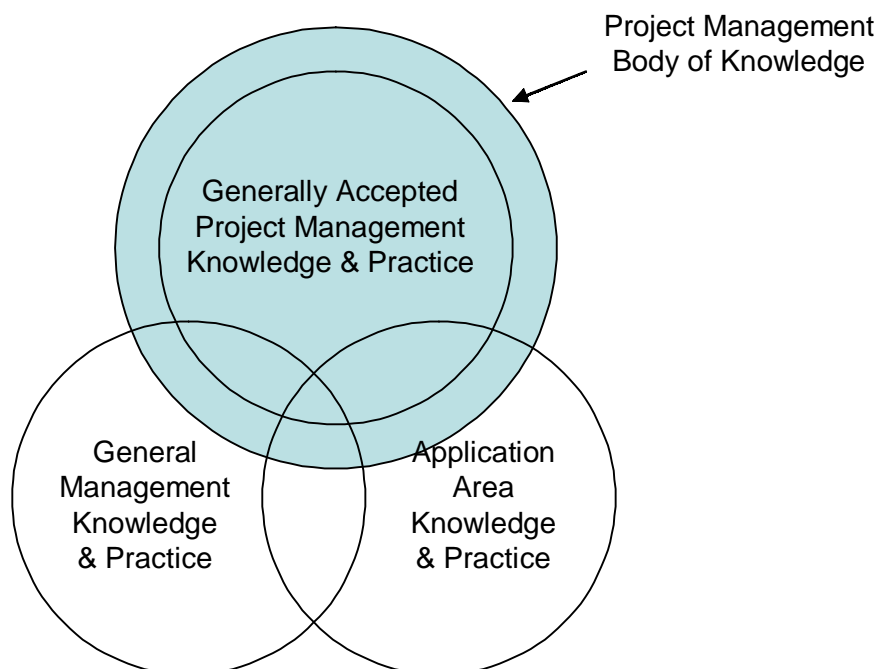 Project Management
Body of Knowledge
Generally Accepted
Project Management
Knowledge & Practice
General
Management
Knowledge
& Practice
Application
Area
Knowledge
& Practice